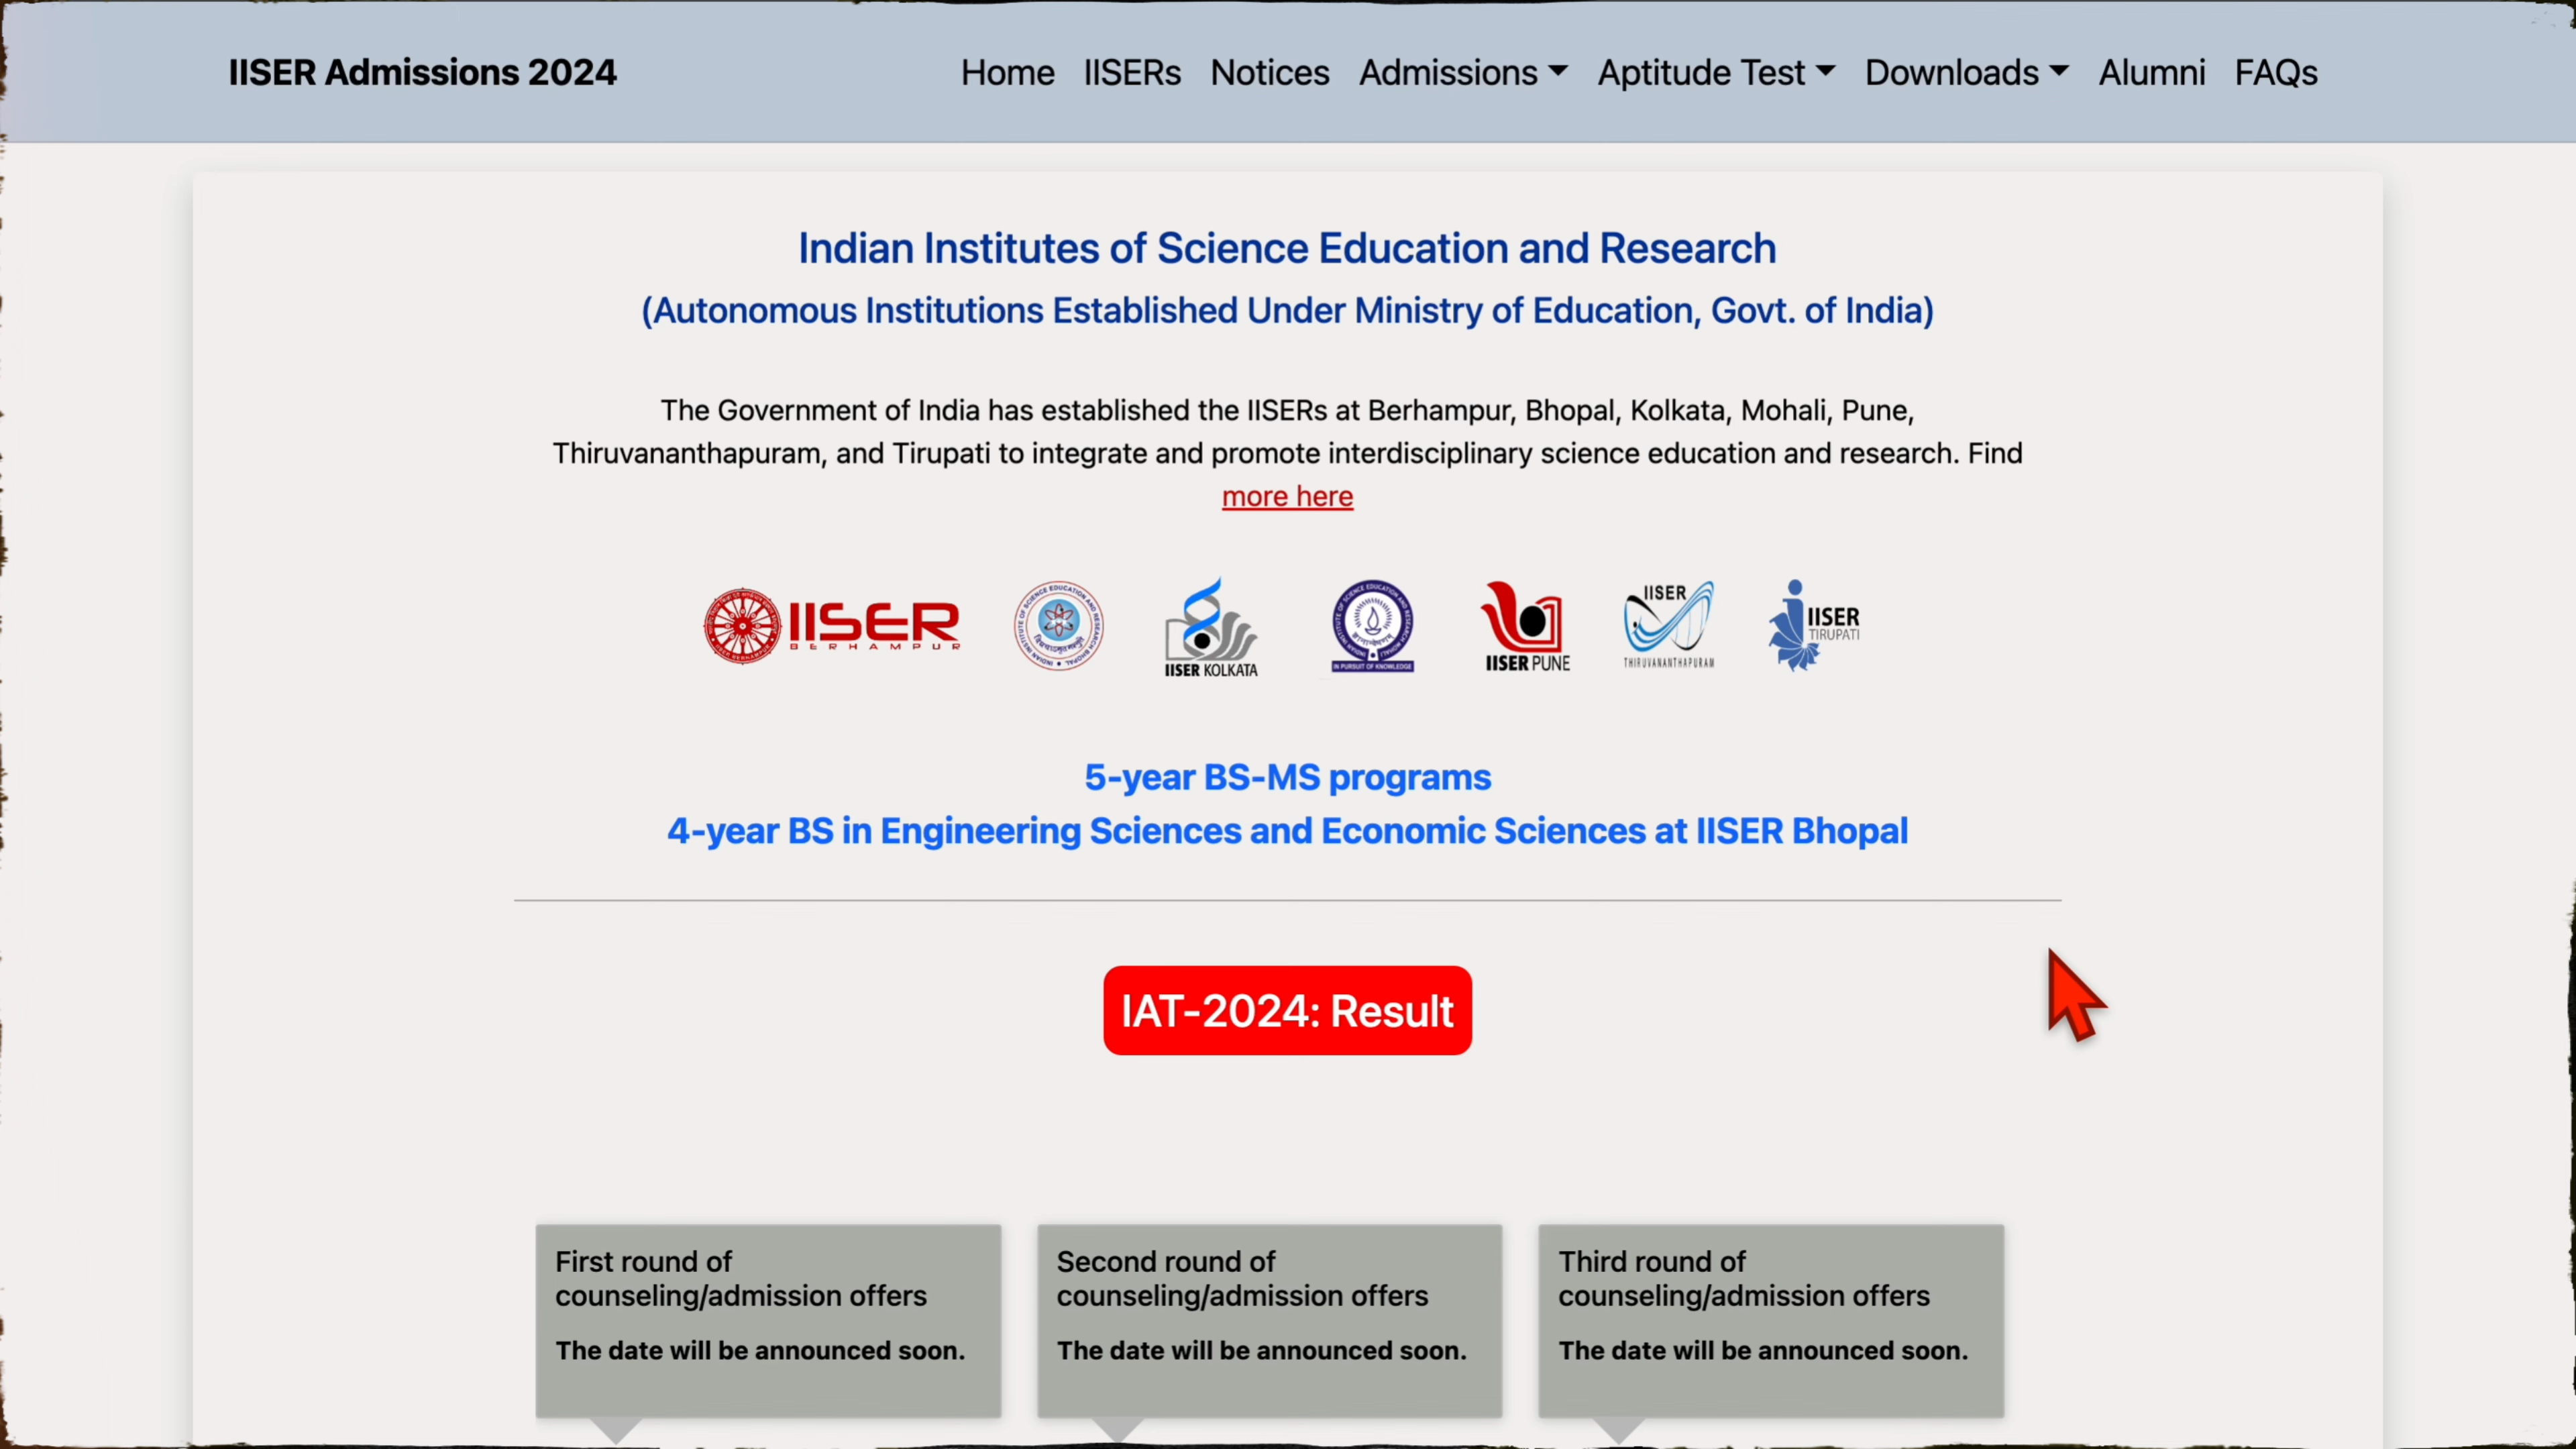 IISER Admissions 2024
Home IISERs Notices Admissions Aptitude Test Downloads Alumni FAQs
Indian Institutes of Science Education and Research
(Autonomous Institutions Established Under Ministry of Education, Govt. of India)
The Government of India has established the IISERs at Berhampur, Bhopal, Kolkata, Mohali, Pune,
Thiruvananthapuram, and Tirupati to integrate and promote interdisciplinary science education and research. Find
more here
IISER
BERHAMPUR
IISER KOLKATA
IN PURSUIT OF KNOWLEDGE
IISER PUNE
IISER
THIRUVANANTHAPURAM
IISER
TIRUPATI
5-year BS-MS programs
4-year BS in Engineering Sciences and Economic Sciences at IISER Bhopal
IAT-2024: Result
First round of
counseling/admission offers
The date will be announced soon.
Second round of
counseling/admission offers
The date will be announced soon.
Third round of
counseling/admission offers
The date will be announced soon.